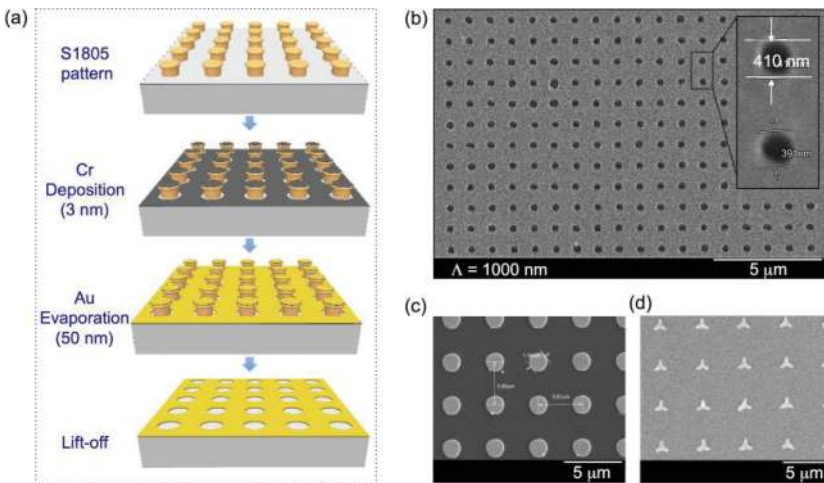 (a)
S1805
pattern
Cr
Deposition
(3 nm)
Au
Evaporation
(50 nm)
Lift-off
(b)
410 nm
391nm
Λ = 1000 nm
5 μm
(c)
5 μm
(d)
5 μm